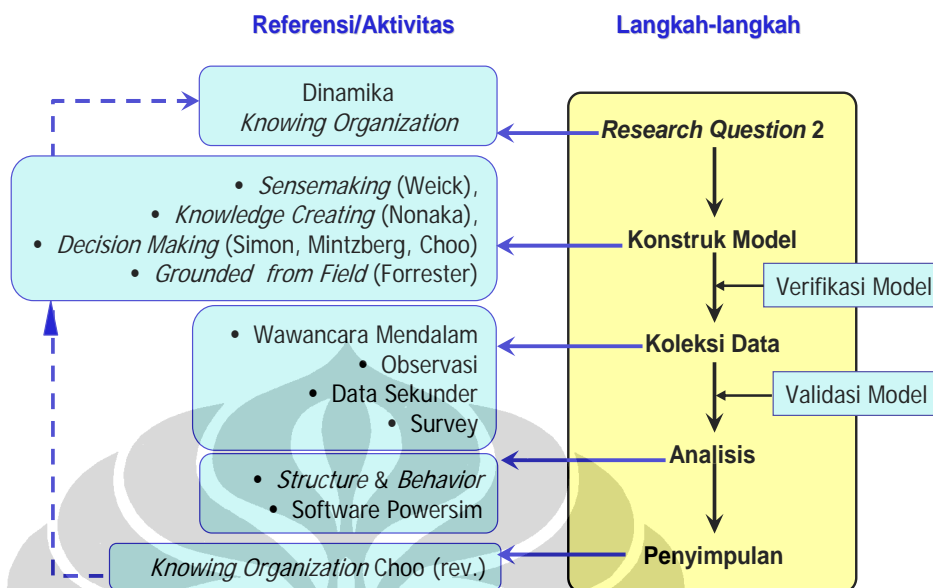 Referensi/Aktivitas
Langkah-langkah
Dinamika
Knowing Organization
Research Question 2
• Sensemaking (Weick),
• Knowledge Creating (Nonaka),
• Decision Making (Simon, Mintzberg, Choo)
• Grounded from Field (Forrester)
Konstruk Model
Verifikasi Model
• Wawancara Mendalam
• Observasi
• Data Sekunder
• Survey
Koleksi Data
Validasi Model
• Structure & Behavior
• Software Powersim
Analisis
Knowing Organization Choo (rev.)
Penyimpulan